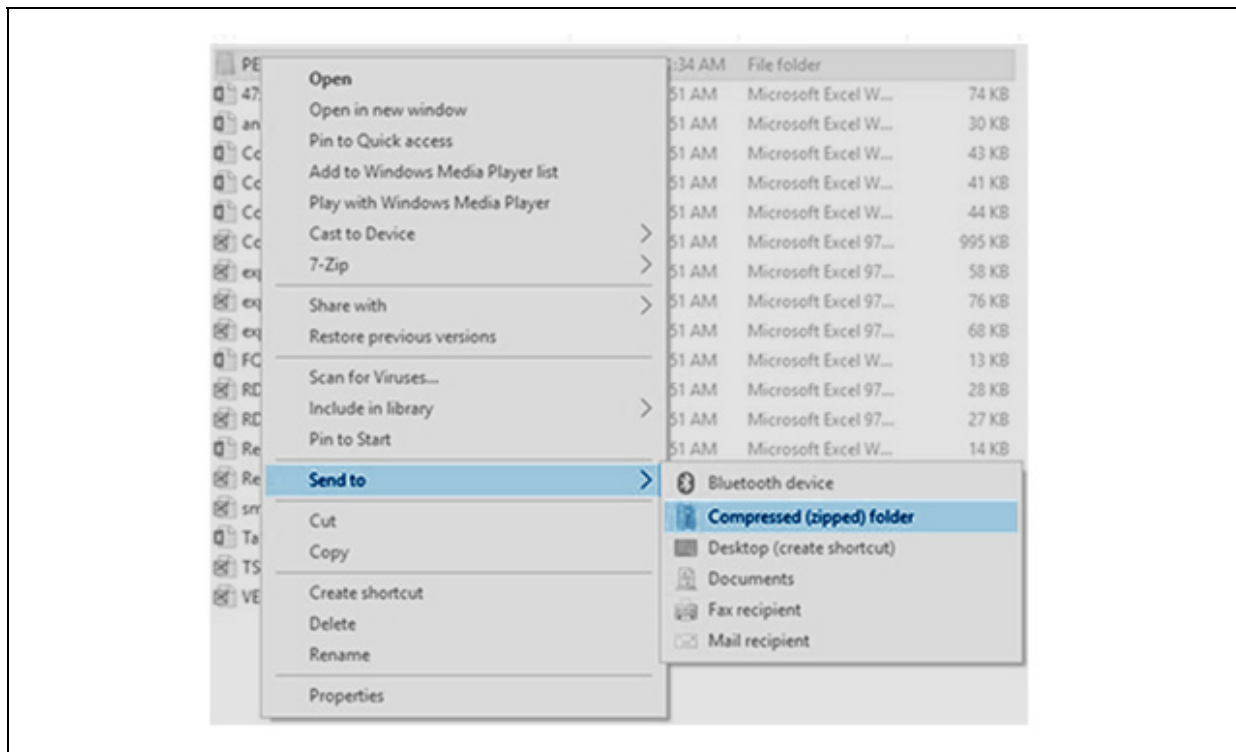 PE :34 AM File folder
47 51 AM Microsoft Excel W... 74 KB
an 51 AM Microsoft Excel W... 30 KB
Cc 51 AM Microsoft Excel W... 43 KB
Cc 51 AM Microsoft Excel W... 41 KB
Cc 51 AM Microsoft Excel W... 44 KB
Cc 51 AM Microsoft Excel 97... 995 KB
ex 51 AM Microsoft Excel 97... 58 KB
ex 51 AM Microsoft Excel 97... 76 KB
ex 51 AM Microsoft Excel 97... 68 KB
FC 51 AM Microsoft Excel W... 13 KB
RD 51 AM Microsoft Excel 97... 28 KB
RD 51 AM Microsoft Excel 97... 27 KB
Re 51 AM Microsoft Excel W... 14 KB
Re
sm
Ta
TS
VE
Open
Open in new window
Pin to Quick access
Add to Windows Media Player list
Play with Windows Media Player
Cast to Device
7-Zip
Share with
Restore previous versions
Scan for Viruses...
Include in library
Pin to Start
Send to
Cut
Copy
Create shortcut
Delete
Rename
Properties
Bluetooth device
Compressed (zipped) folder
Desktop (create shortcut)
Documents
Fax recipient
Mail recipient